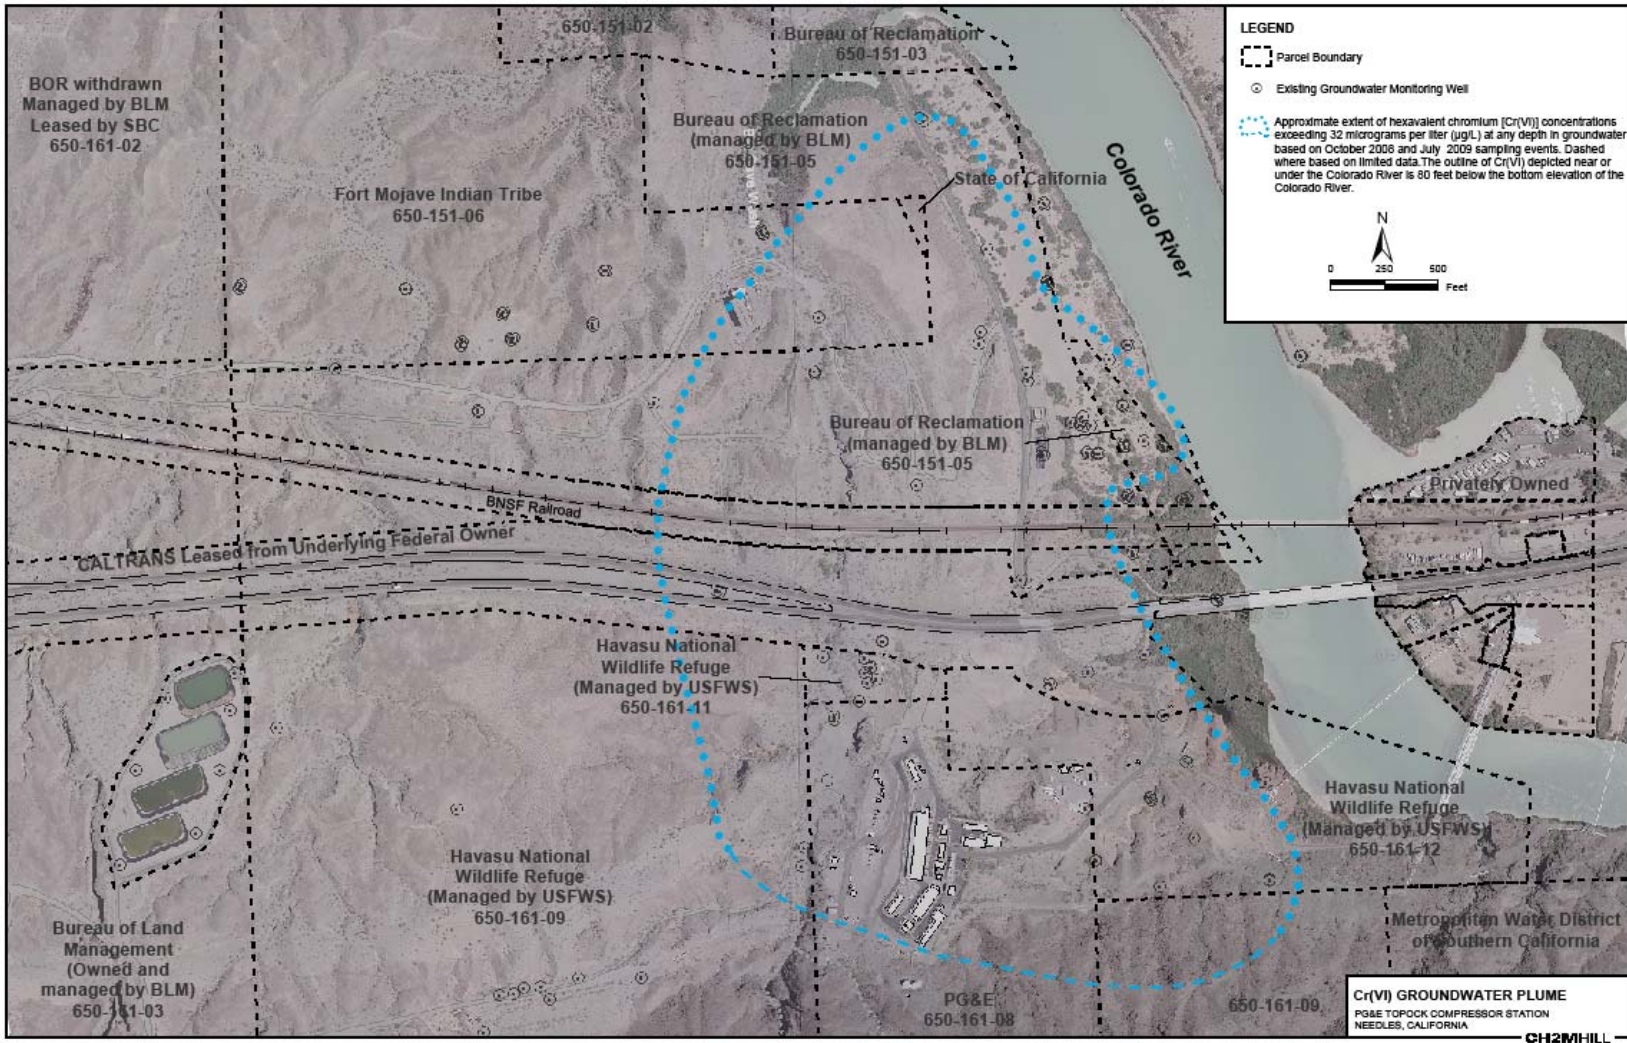 650-151-02
Bureau of Reclamation
650-151-03
BOR withdrawn
Managed by BLM
Leased by SBC
650-161-02
Bureau of Reclamation
(managed by BLM)
650-151-05
State of California
Fort Mojave Indian Tribe
650-151-06
Colorado River
LEGEND
Parcel Boundary
Existing Groundwater Monitoring Well
Approximate extent of hexavalent chromium [Cr(VI)] concentrations
exceeding 32 micrograms per liter (µg/L) at any depth in groundwater
based on October 2008 and July 2009 sampling events. Dashed
where based on limited data.The outline of Cr(VI) depicted near or
under the Colorado River is 80 feet below the bottom elevation of the
Colorado River.
N
0 250 500
Feet
Bureau of Reclamation
(managed by BLM)
650-151-05
Privately Owned
BNSF Railroad
CALTRANS Leased from Underlying Federal Owner
Havasu National
Wildlife Refuge
(Managed by USFWS)
650-161-11
Havasu National
Wildlife Refuge
(Managed by USFWS)
650-161-12
Havasu National
Wildlife Refuge
(Managed by USFWS)
650-161-09
Bureau of Land
Management
(Owned and
managed by BLM)
650-161-03
Metropolitan Water District
of Southern California
PG&E
650-161-08
650-161-09
Cr(VI) GROUNDWATER PLUME
PG&E TOPOCK COMPRESSOR STATION
NEEDLES, CALIFORNIA
CH2MHILL